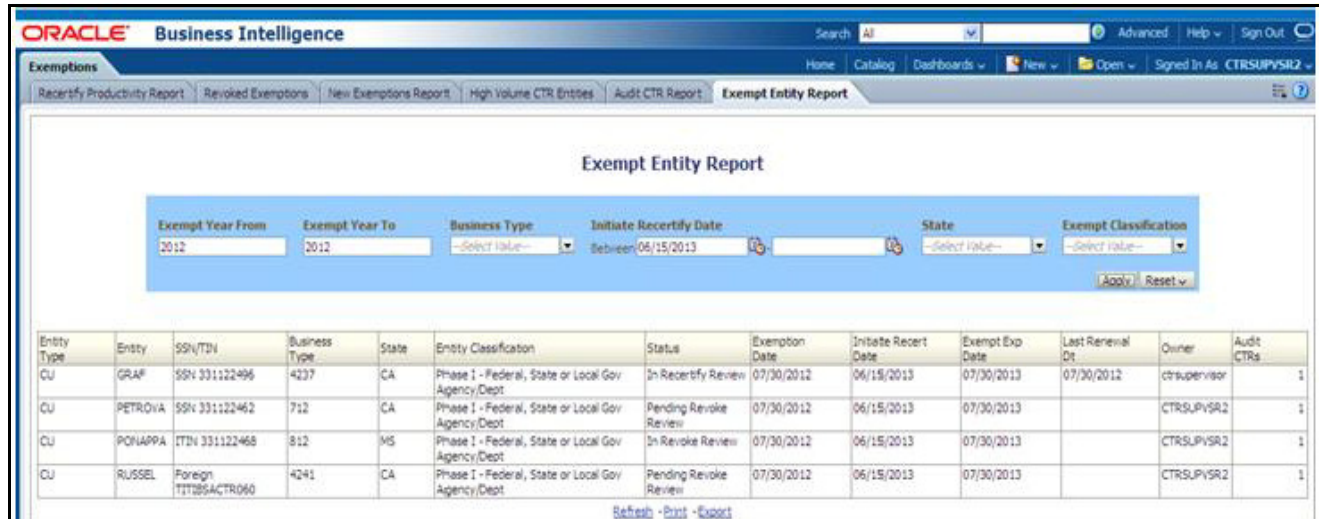 ORACLE Business Intelligence
Search All Advanced Help Sign Out
Exemptions
Home Catalog Dashboards New Open Signed In As CTRSUPVSR2
Recertify Productivity Report Revoked Exemptions New Exemptions Report High Volume CTR Entities Audit CTR Report Exempt Entity Report
Exempt Entity Report
Exempt Year From Exempt Year To Business Type Initiate Recertify Date State Exempt Classification
2012 2012 --Select Value-- Between 06/15/2013 - --Select Value-- --Select Value--
Apply Reset
Entity Type Entity SSN/TIN Business Type State Entity Classification Status Exemption Date Initiate Recert Date Exempt Exp Date Last Renewal Dt Owner Audit CTRs
CU GRAF SSN 331122496 4237 CA Phase I - Federal, State or Local Gov Agency/Dept In Recertify Review 07/30/2012 06/15/2013 07/30/2013 07/30/2012 ctrsupervisor 1
CU PETROVA SSN 331122462 712 CA Phase I - Federal, State or Local Gov Agency/Dept Pending Revoke Review 07/30/2012 06/15/2013 07/30/2013 CTRSUPVSR2 1
CU PONAPPA ITIN 331122468 812 MS Phase I - Federal, State or Local Gov Agency/Dept In Revoke Review 07/30/2012 06/15/2013 07/30/2013 CTRSUPVSR2 1
CU RUSSEL Foreign TITIBSACTR060 4241 CA Phase I - Federal, State or Local Gov Agency/Dept Pending Revoke Review 07/30/2012 06/15/2013 07/30/2013 CTRSUPVSR2 1
Refresh - Print - Export